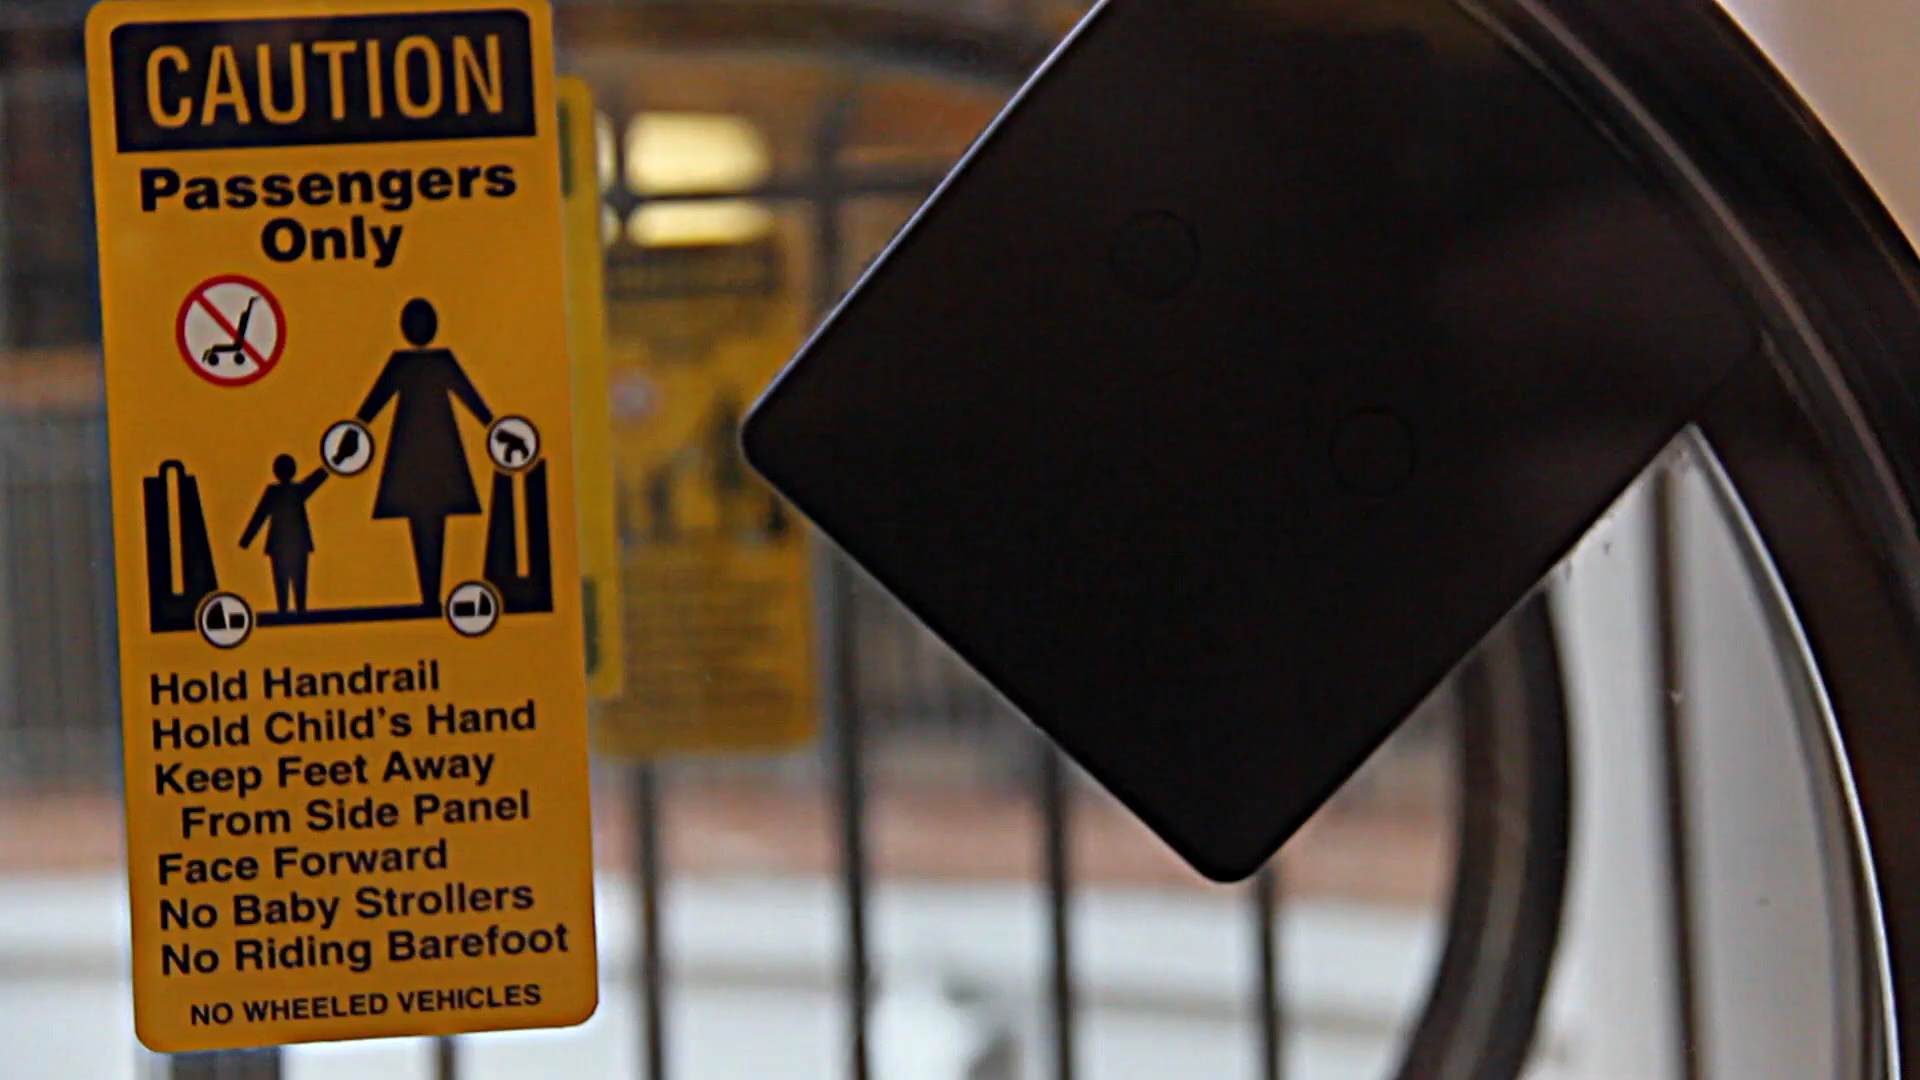 CAUTION
Passengers
Only
Hold Handrail
Hold Child's Hand
Keep Feet Away
From Side Panel
Face Forward
No Baby Strollers
No Riding Barefoot
NO WHEELED VEHICLES